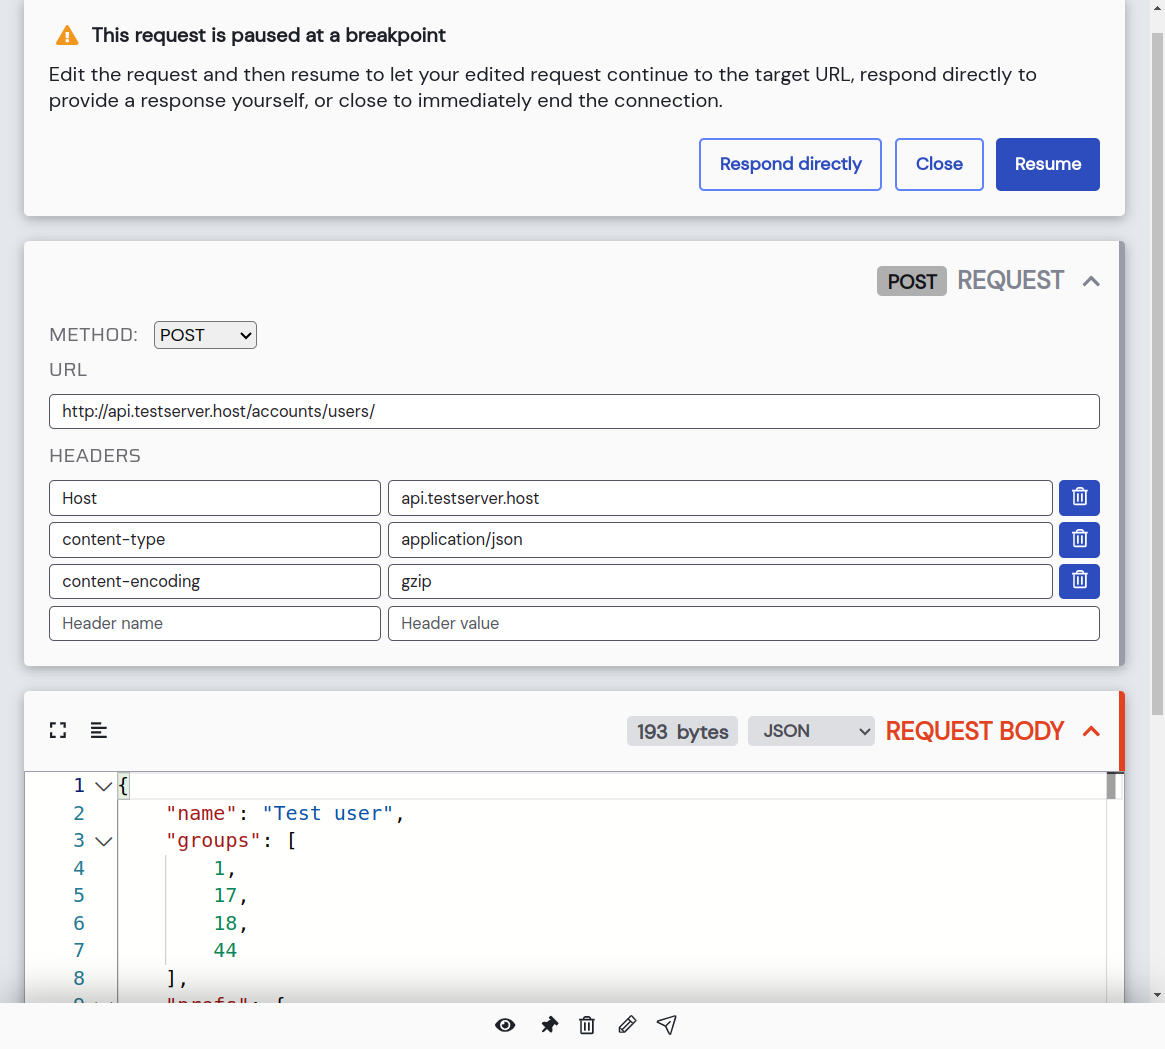 This request is paused at a breakpoint
Edit the request and then resume to let your edited request continue to the target URL, respond directly to
provide a response yourself, or close to immediately end the connection.
Respond directly Close Resume
POST REQUEST
METHOD: POST
URL
http://api.testserver.host/accounts/users/
HEADERS
Host api.testserver.host
content-type application/json
content-encoding gzip
Header name Header value
193 bytes JSON REQUEST BODY
1 {
2 "name": "Test user",
3 "groups": [
4 1,
5 17,
6 18,
7 44
8 ],
9 "prefs": {